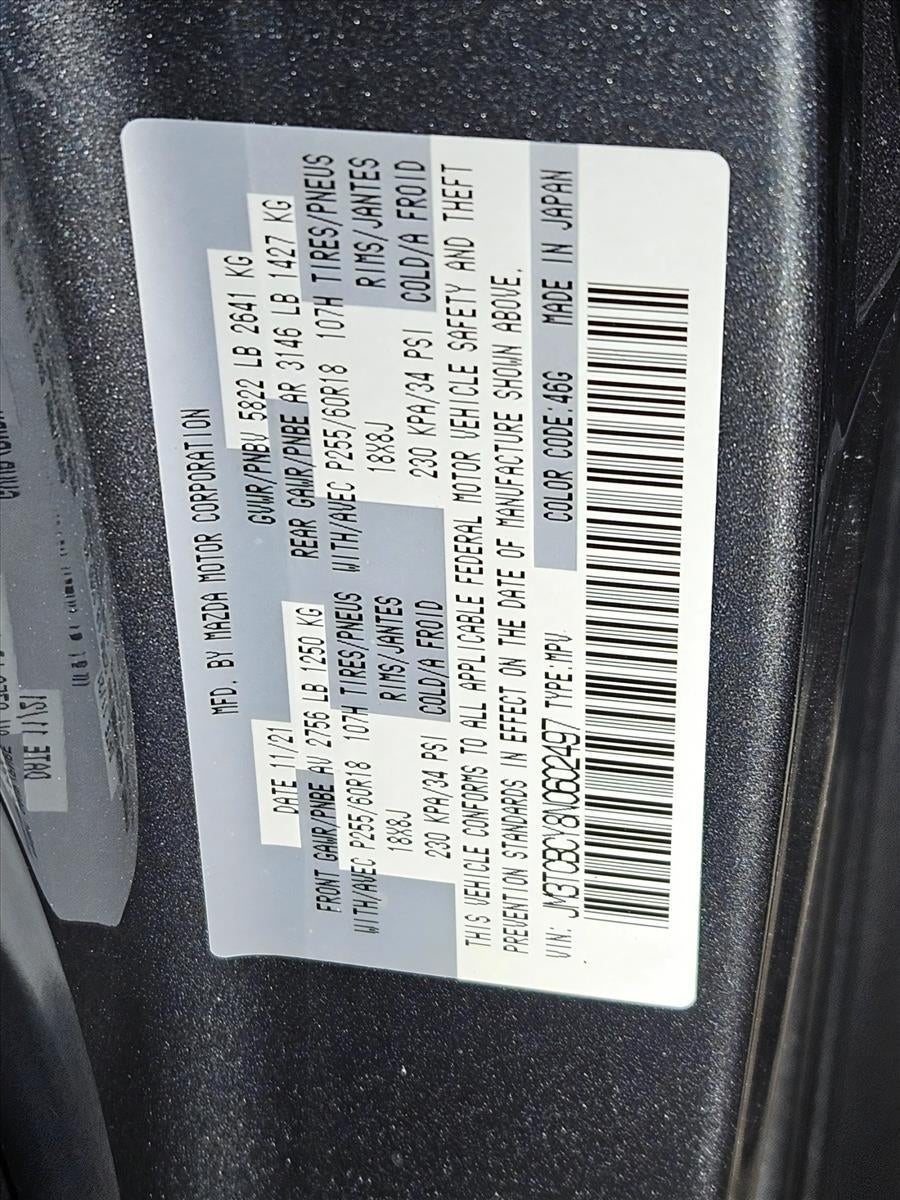 MFD. BY MAZDA MOTOR CORPORATION
DATE 11/21 GVWR/PNBV 5822 LB 2641 KG
FRONT GAWR/PNBE AV 2756 LB 1250 KG REAR GAWR/PNBE AR 3146 LB 1427 KG
WITH/AVEC P255/60R18 107H TIRES/PNEUS WITH/AVEC P255/60R18 107H TIRES/PNEUS
18X8J RIMS/JANTES 18X8J RIMS/JANTES
230 KPA/34 PSI COLD/A FROID 230 KPA/34 PSI COLD/A FROID
THIS VEHICLE CONFORMS TO ALL APPLICABLE FEDERAL MOTOR VEHICLE SAFETY AND THEFT
PREVENTION STANDARDS IN EFFECT ON THE DATE OF MANUFACTURE SHOWN ABOVE.
VIN: JM3TCBCY8N0602497 TYPE:MPV COLOR CODE:46G MADE IN JAPAN
DATE 11/21